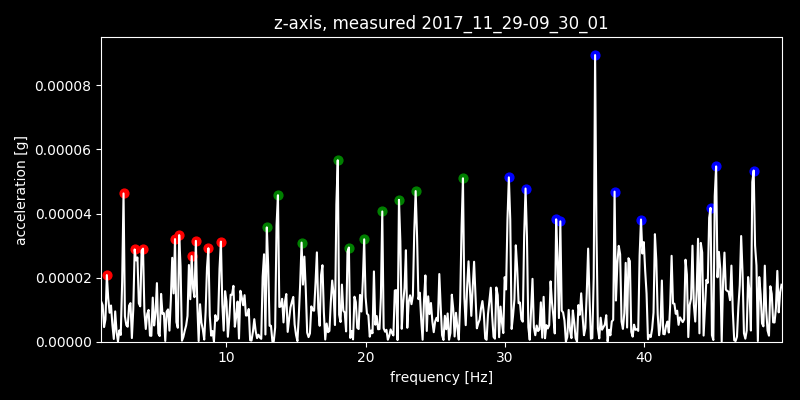 z-axis, measured 2017_11_29-09_30_01
0.00008
0.00006
0.00004
0.00002
0.00000
acceleration [g]
10 20 30 40
frequency [Hz]